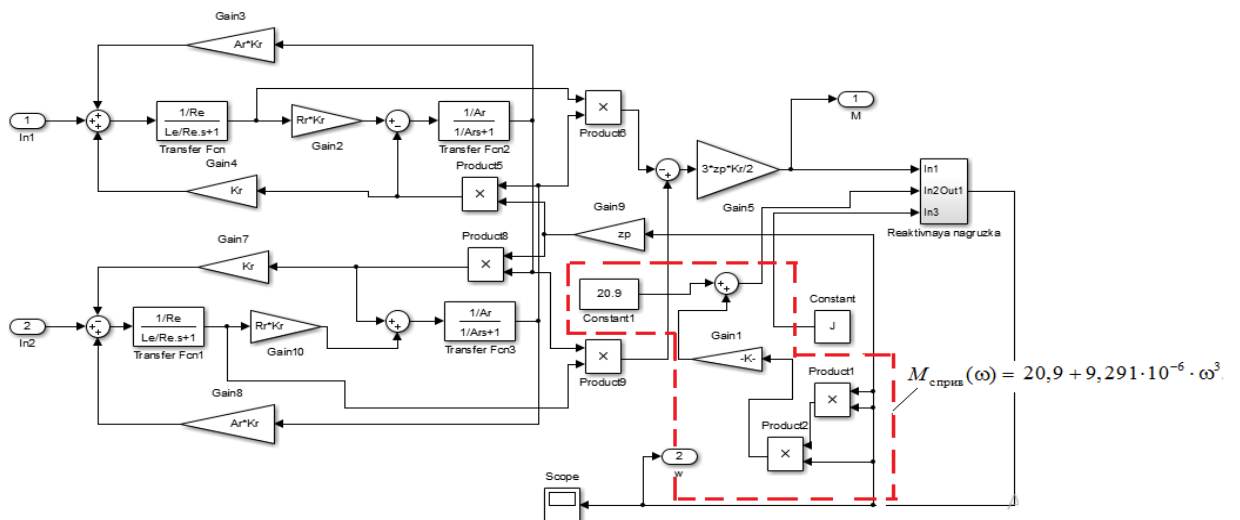 Gain3
Ar*Kr
1
In1
1/Re
Le/Re.s+1
Transfer Fcn
Rr*Kr
Gain2
1/Ar
1/Ars+1
Transfer Fcn2
×
Product6
1
M
Gain4
Kr
Product5
×
3*zp*Kr/2
Gain5
In1
In2
Out1
In3
Reaktivnaya nagruzka
Gain9
zp
Gain7
Kr
Product8
×
20.9
Constant1
Constant
J
2
In2
1/Re
Le/Re.s+1
Transfer Fcn1
Rr*Kr
Gain10
1/Ar
1/Ars+1
Transfer Fcn3
×
Product9
Gain1
-K-
Product1
×
M с прив (ω) = 20,9 + 9,291·10⁻⁶ · ω³.
Gain8
Ar*Kr
Product2
×
2
w
Scope